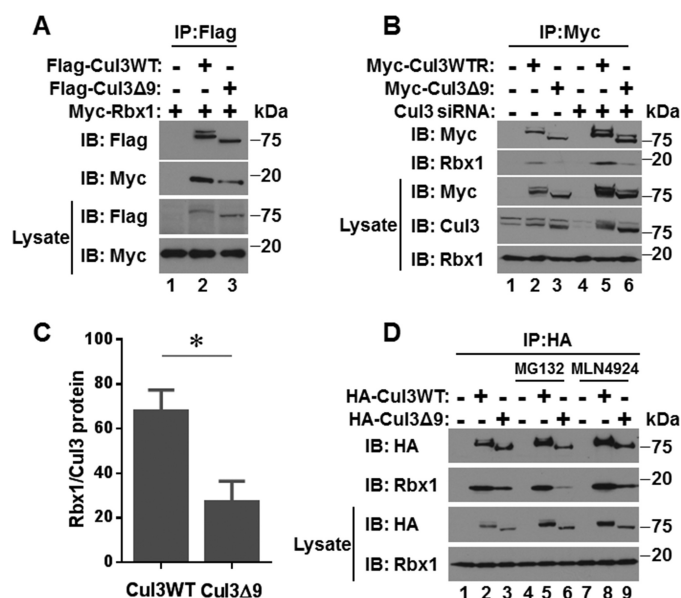 A
IP:Flag
Flag-Cul3WT: - + -
Flag-Cul3Δ9: - - +
Myc-Rbx1: + + + kDa
IB: Flag –75
IB: Myc –20
Lysate
IB: Flag –75
IB: Myc –20
1 2 3
B
IP:Myc
Myc-Cul3WTR: - + - - + -
Myc-Cul3Δ9: - - + - - +
Cul3 siRNA: - - - + + + kDa
IB: Myc –75
IB: Rbx1 –20
Lysate
IB: Myc –75
IB: Cul3 –75
IB: Rbx1 –20
1 2 3 4 5 6
C
Rbx1/Cul3 protein
100
80
60
40
20
0
*
Cul3WT Cul3Δ9
D
IP:HA
MG132 MLN4924
HA-Cul3WT: - + - - + - - + -
HA-Cul3Δ9: - - + - - + - - + kDa
IB: HA –75
IB: Rbx1 –20
Lysate
IB: HA –75
IB: Rbx1 –20
1 2 3 4 5 6 7 8 9